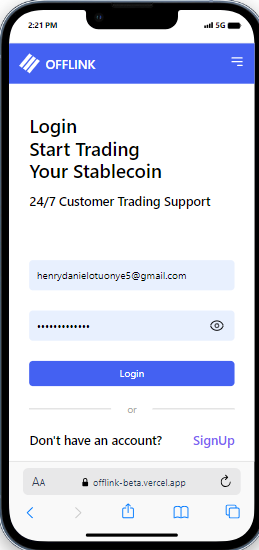 2:21 PM 5G
OFFLINK
Login
Start Trading
Your Stablecoin
24/7 Customer Trading Support
henrydanielotuonye5@gmail.com
•••••••••••••
Login
or
Don't have an account? SignUp
AA offlink-beta.vercel.app